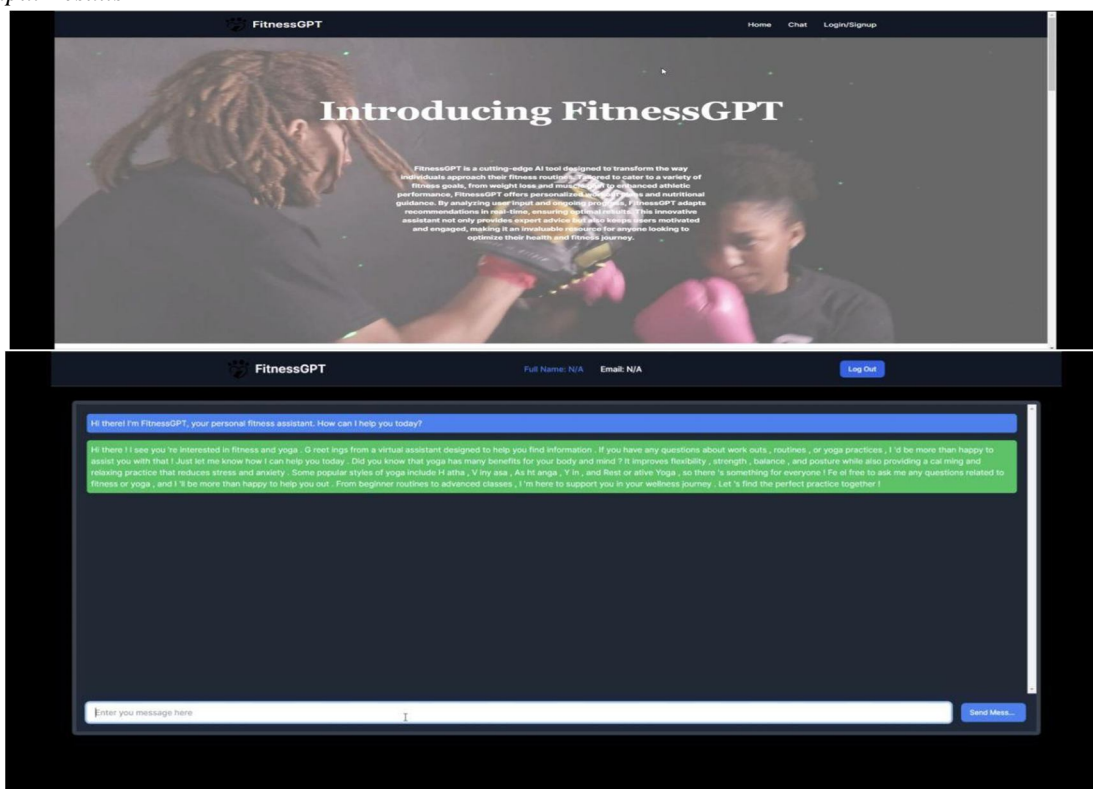 FitnessGPT
Home Chat Login/Signup
Introducing FitnessGPT
FitnessGPT is a cutting-edge AI tool designed to transform the way
individuals approach their fitness routines. Tailored to cater to a variety of
fitness goals, from weight loss and muscle gain to enhanced athletic
performance, FitnessGPT offers personalized workout plans and nutritional
guidance. By analyzing user input and ongoing progress, FitnessGPT adapts
recommendations in real-time, ensuring optimal results. This innovative
assistant not only provides expert advice but also keeps users motivated
and engaged, making it an invaluable resource for anyone looking to
optimize their health and fitness journey.
FitnessGPT
Full Name: N/A Email: N/A
Log Out
Hi there! I'm FitnessGPT, your personal fitness assistant. How can I help you today?
Hi there ! I see you 're interested in fitness and yoga . G reet ings from a virtual assistant designed to help you find information . If you have any questions about work outs , routines , or yoga practices , I 'd be more than happy to
assist you with that ! Just let me know how I can help you today . Did you know that yoga has many benefits for your body and mind ? It improves flexibility , strength , balance , and posture while also providing a cal ming and
relaxing practice that reduces stress and anxiety . Some popular styles of yoga include H atha , V iny asa , As ht anga , Y in , and Rest or ative Yoga , so there 's something for everyone ! Fe el free to ask me any questions related to
fitness or yoga , and I 'll be more than happy to help you out . From beginner routines to advanced classes , I 'm here to support you in your wellness journey . Let 's find the perfect practice together !
Enter you message here
Send Mess...